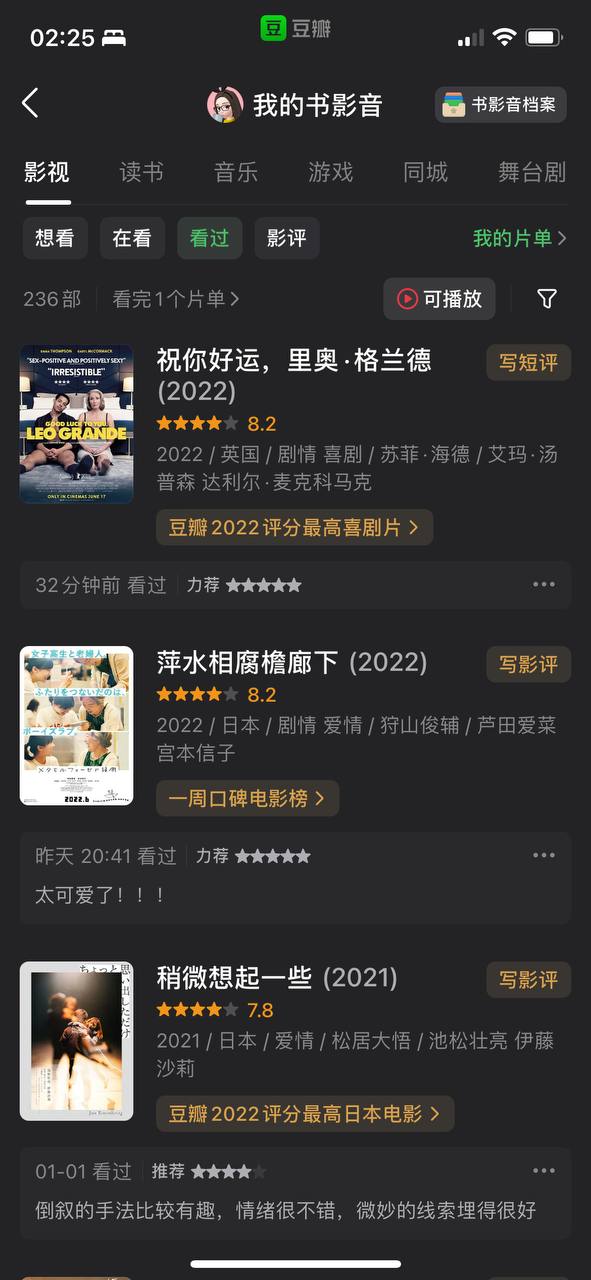 02:25
豆 豆瓣
我的书影音
书影音档案
影视 读书 音乐 游戏 同城 舞台剧
想看 在看 看过 影评 我的片单
236部 看完1个片单
可播放
EMMA THOMPSON DARYL McCORMACK
"SEX-POSITIVE AND POSITIVELY SEXY"
"IRRESISTIBLE"
GOOD LUCK TO YOU,
LEO GRANDE
ONLY IN CINEMAS JUNE 17
祝你好运，里奥·格兰德
(2022)
写短评
8.2
2022 / 英国 / 剧情 喜剧 / 苏菲·海德 / 艾玛·汤
普森 达利尔·麦克科马克
豆瓣2022评分最高喜剧片
32分钟前 看过 力荐
女子高生と老婦人。
ふたりをつないだのは、
ボーイズラブ。
メタモルフォーゼの縁側
2022.6
萍水相腐檐廊下 (2022)
写影评
8.2
2022 / 日本 / 剧情 爱情 / 狩山俊辅 / 芦田爱菜
宫本信子
一周口碑电影榜
昨天 20:41 看过 力荐
太可爱了！！！
ちょっと思い出しただけ
稍微想起一些 (2021)
写影评
7.8
2021 / 日本 / 爱情 / 松居大悟 / 池松壮亮 伊藤
沙莉
豆瓣2022评分最高日本电影
01-01 看过 推荐
倒叙的手法比较有趣，情绪很不错，微妙的线索埋得很好